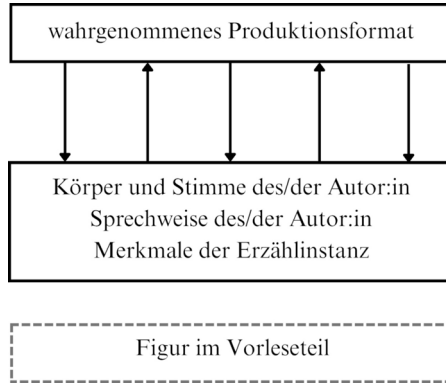 wahrgenommenes Produktionsformat
Körper und Stimme des/der Autor:in
Sprechweise des/der Autor:in
Merkmale der Erzählinstanz
Figur im Vorleseteil